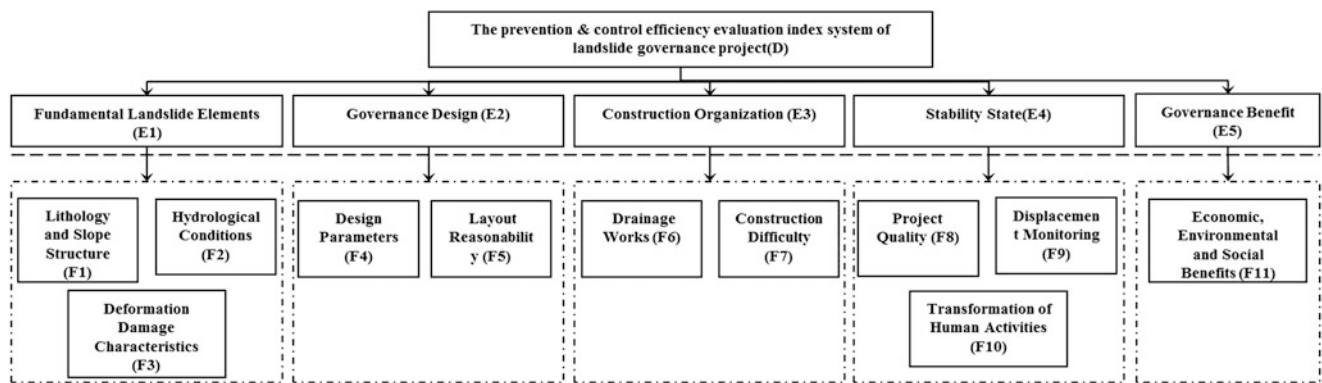 The prevention & control efficiency evaluation index system of
landslide governance project(D)
Fundamental Landslide Elements
(E1)
Governance Design (E2)
Construction Organization (E3)
Stability State(E4)
Governance Benefit
(E5)
Lithology
and Slope
Structure
(F1)
Hydrological
Conditions
(F2)
Deformation
Damage
Characteristics
(F3)
Design
Parameters
(F4)
Layout
Reasonabilit
y (F5)
Drainage
Works (F6)
Construction
Difficulty
(F7)
Project
Quality (F8)
Displacemen
t Monitoring
(F9)
Transformation of
Human Activities
(F10)
Economic,
Environmental
and Social
Benefits (F11)